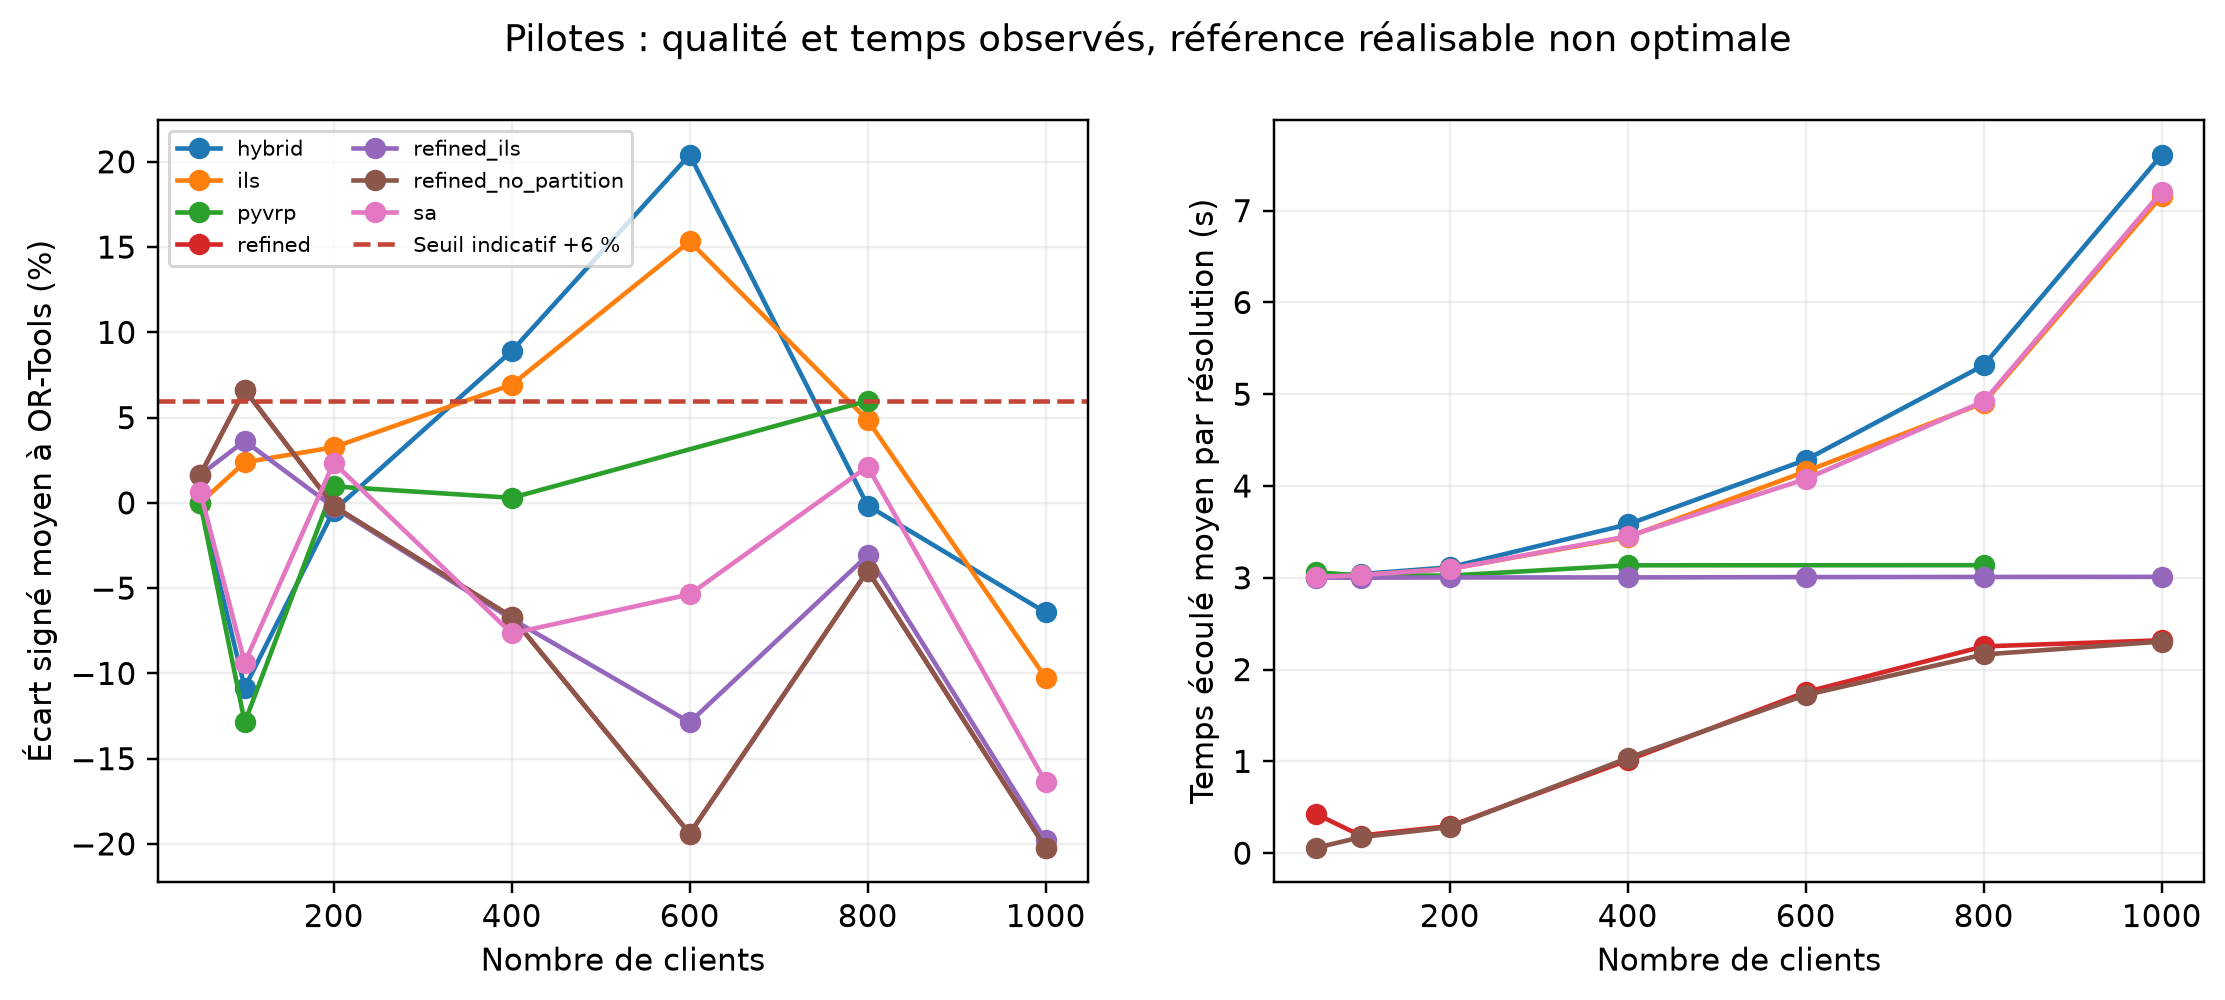 Pilotes : qualité et temps observés, référence réalisable non optimale
Écart signé moyen à OR-Tools (%)
20
15
10
5
0
−5
−10
−15
−20
hybrid
ils
pyvrp
refined
refined_ils
refined_no_partition
sa
Seuil indicatif +6 %
200
400
600
800
1000
Nombre de clients
Temps écoulé moyen par résolution (s)
7
6
5
4
3
2
1
0
200
400
600
800
1000
Nombre de clients